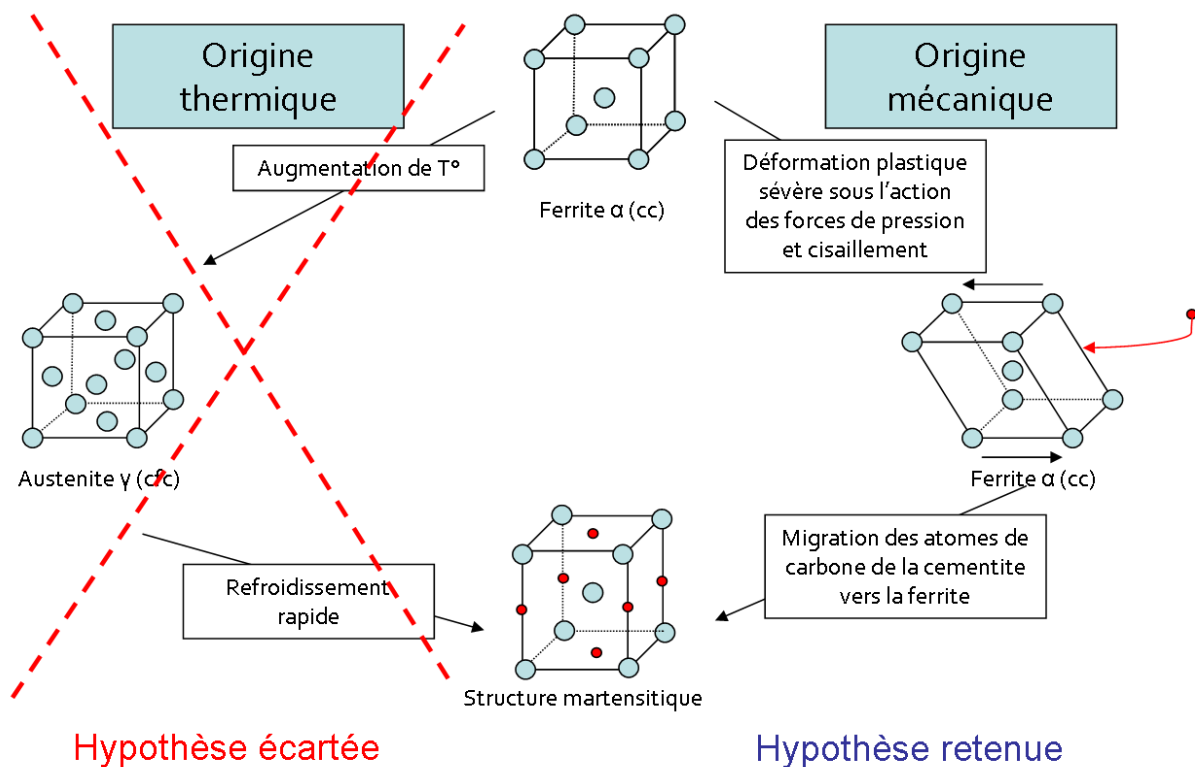 Origine
thermique
Origine
mécanique
Augmentation de T°
Ferrite α (cc)
Déformation plastique
sévère sous l'action
des forces de pression
et cisaillement
Austenite γ (cfc)
Ferrite α (cc)
Refroidissement
rapide
Migration des atomes de
carbone de la cementite
vers la ferrite
Structure martensitique
Hypothèse écartée
Hypothèse retenue